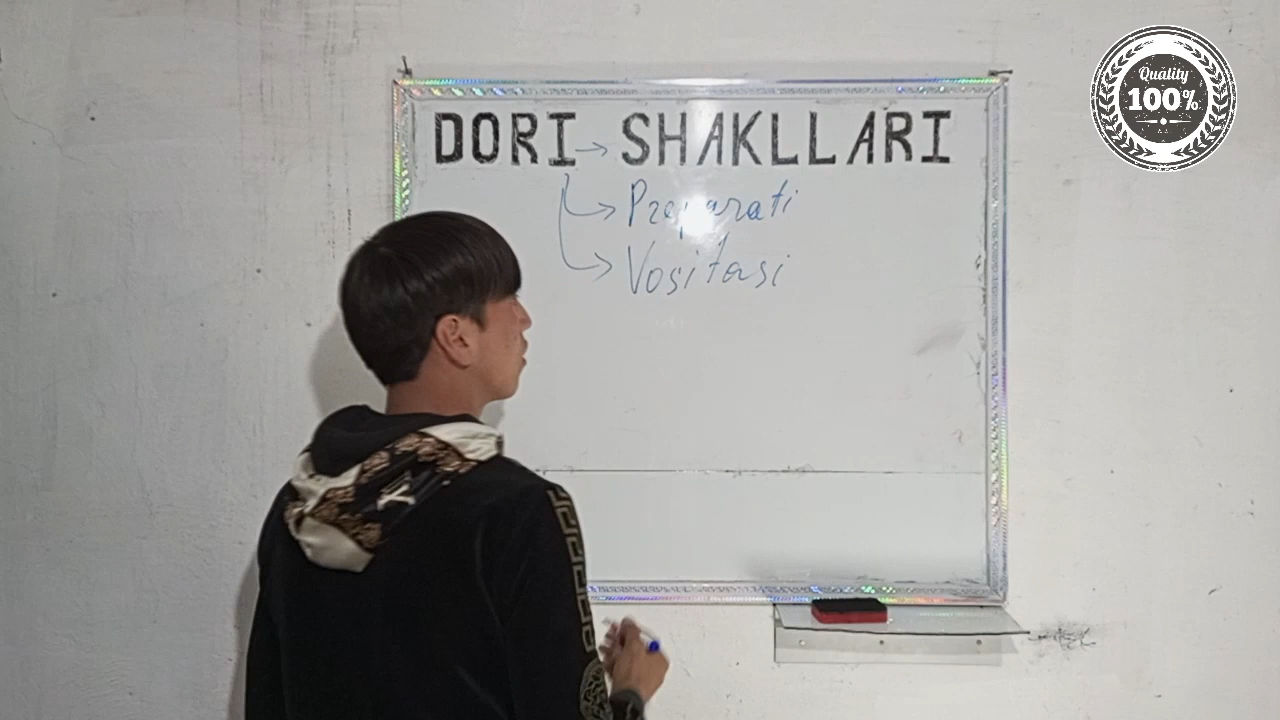 DORI → SHAKLLARI
→ Preparati
→ Vositasi
Quality
100%